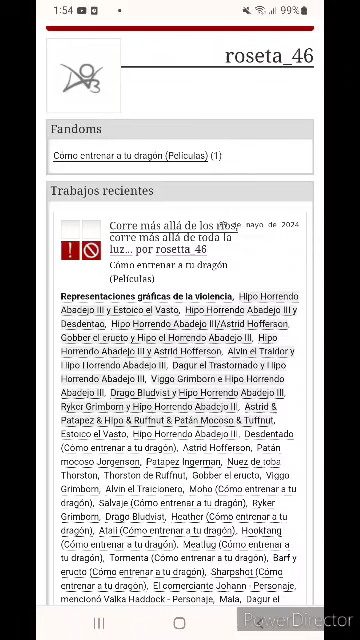 1:54
99%
roseta_46
Fandoms
Cómo entrenar a tu dragón (Películas) (1)
Trabajos recientes
Corre más allá de los ríos, de mayo de 2024
corre más allá de toda la
luz... por rosetta_46
Cómo entrenar a tu dragón
(Películas)
Representaciones gráficas de la violencia, Hipo Horrendo
Abadejo III y Estoico el Vasto, Hipo Horrendo Abadejo III y
Desdentao, Hipo Horrendo Abadejo III/Astrid Hofferson,
Gobber el eructo y Hipo el Horrendo Abadejo III, Hipo
Horrendo Abadejo III y Astrid Hofferson, Alvin el Traidor y
Hipo Horrendo Abadejo III, Dagur el Trastornado y Hipo
Horrendo Abadejo III, Viggo Grimborn e Hipo Horrendo
Abadejo III, Drago Bludvist y Hipo Horrendo Abadejo III,
Ryker Grimborn y Hipo Horrendo Abadejo III, Astrid &
Patapez & Hipo & Ruffnut & Patán Mocoso & Tuffnut,
Estoico el Vasto, Hipo Horrendo Abadejo III, Desdentado
(Cómo entrenar a tu dragón), Astrid Hofferson, Patán
mocoso Jorgenson, Patapez Ingerman, Nuez de toba
Thorston, Thorston de Ruffnut, Gobber el eructo, Viggo
Grimborn, Alvin el Traicionero, Moho (Cómo entrenar a tu
dragón), Salvaje (Cómo entrenar a tu dragón), Ryker
Grimborn, Drago Bludvist, Heather (Cómo entrenar a tu
dragón), Atali (Cómo entrenar a tu dragón), Hookfang
(Cómo entrenar a tu dragón), Meatlug (Cómo entrenar a tu
dragón), Tormenta (Cómo entrenar a tu dragón), Barf y
eructo (Cómo entrenar a tu dragón), Sharpshot (Cómo
entrenar a tu dragón), El comerciante Johann - Personaje,
mencionó Valka Haddock - Personaje, Mala, Dagur el
PowerDirector